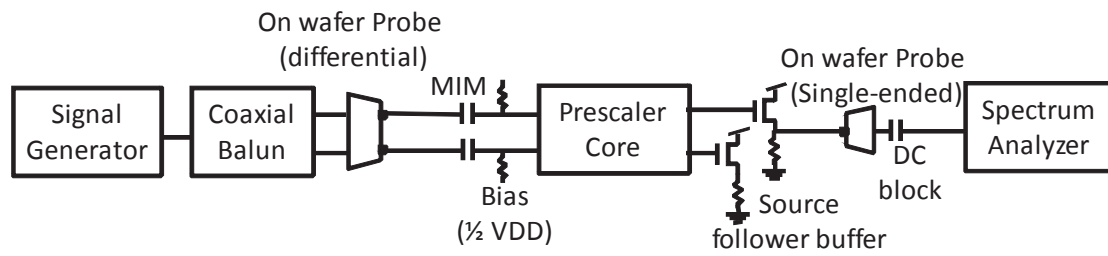 On wafer Probe
(differential)
MIM
On wafer Probe
(Single-ended)
Signal
Generator
Coaxial
Balun
Prescaler
Core
Spectrum
Analyzer
DC
block
Bias
(½ VDD)
Source
follower buffer